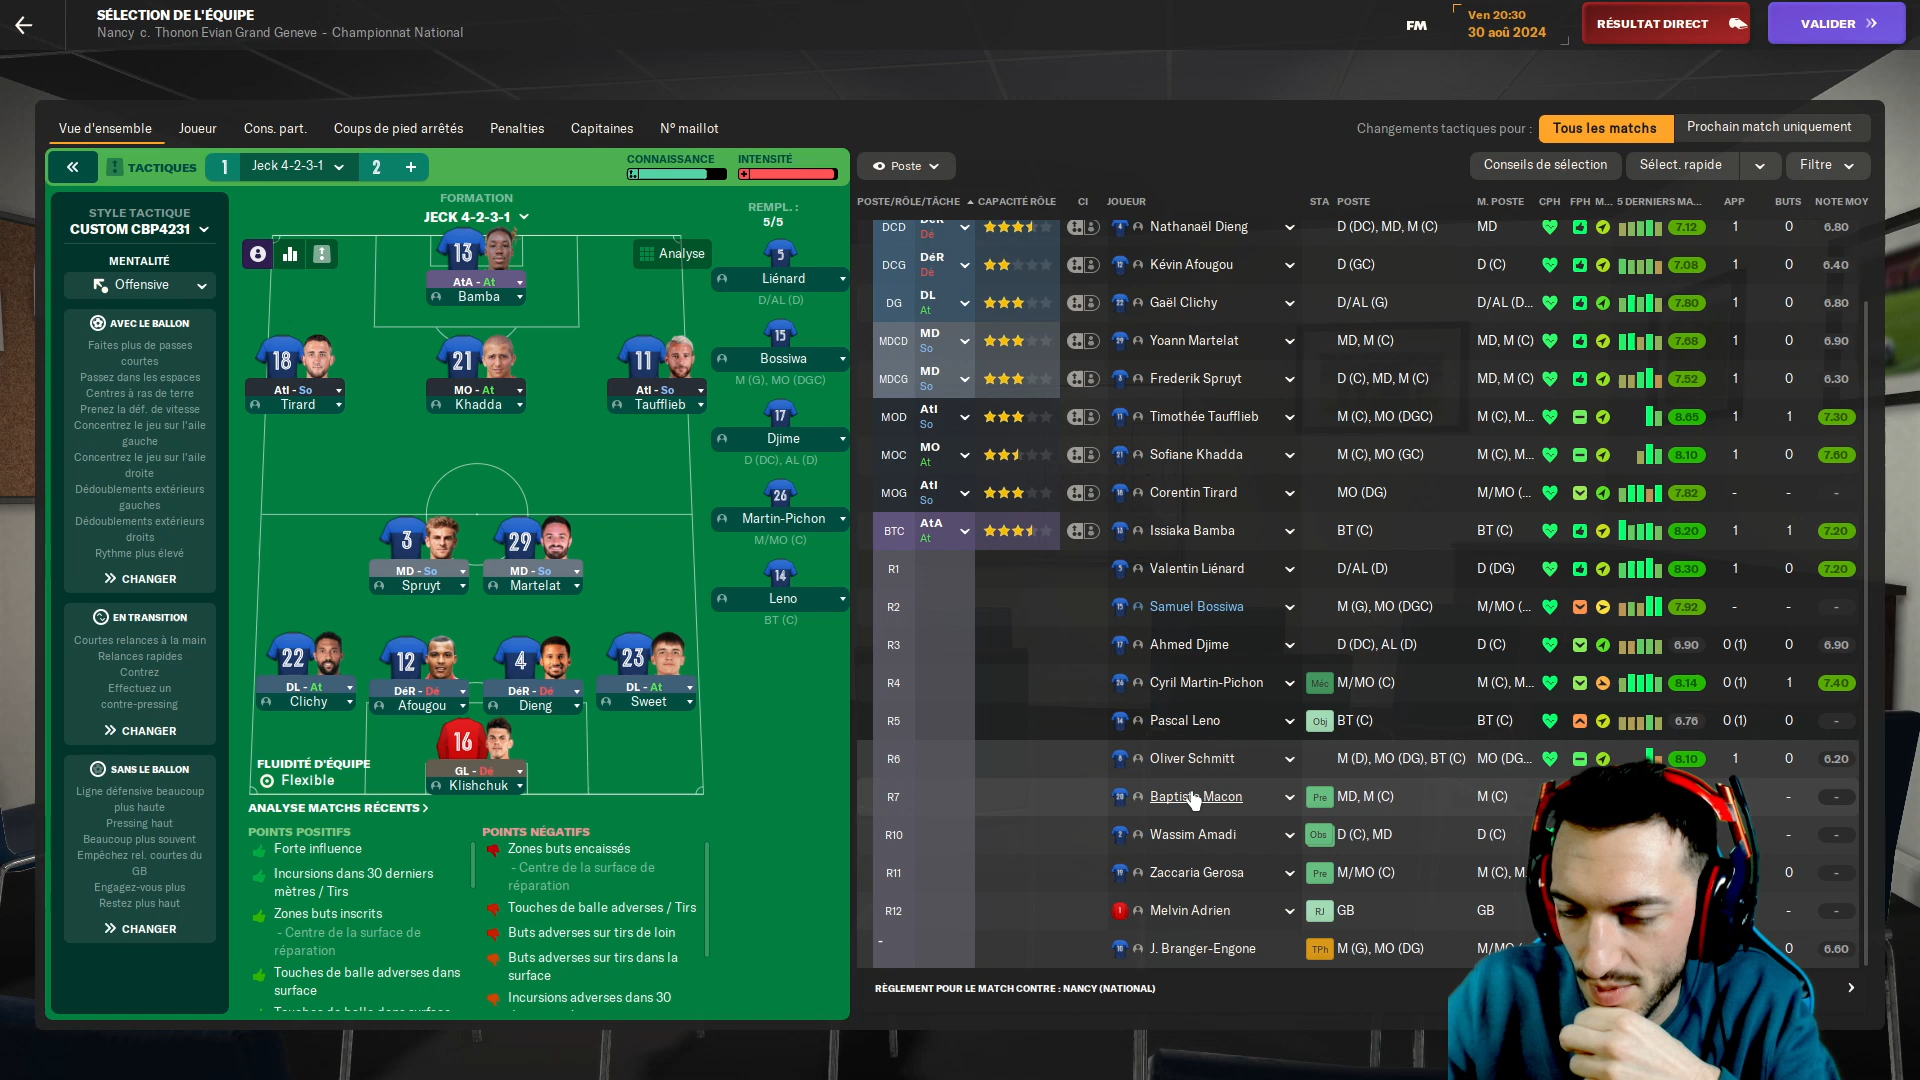 SÉLECTION DE L'ÉQUIPE
Nancy c. Thonon Evian Grand Geneve - Championnat National
FM
Ven 20:30
30 aoû 2024
RÉSULTAT DIRECT
VALIDER
Vue d'ensemble
Joueur
Cons. part.
Coups de pied arrêtés
Penalties
Capitaines
N° maillot
Changements tactiques pour :
Tous les matchs
Prochain match uniquement
TACTIQUES
1
Jeck 4-2-3-1
2
+
CONNAISSANCE
INTENSITÉ
Poste
Conseils de sélection
Sélect. rapide
Filtre
STYLE TACTIQUE
CUSTOM CBP4231
MENTALITÉ
Offensive
AVEC LE BALLON
Faites plus de passes
courtes
Passez dans les espaces
Centres à ras de terre
Prenez la déf. de vitesse
Concentrez le jeu sur l'aile
gauche
Concentrez le jeu sur l'aile
droite
Dédoublements extérieurs
gauches
Dédoublements extérieurs
droits
Rythme plus élevé
CHANGER
EN TRANSITION
Courtes relances à la main
Relances rapides
Contrez
Effectuez un
contre-pressing
CHANGER
SANS LE BALLON
Ligne défensive beaucoup
plus haute
Pressing haut
Beaucoup plus souvent
Empêchez rel. courtes du
GB
Engagez-vous plus
Restez plus haut
CHANGER
FORMATION
JECK 4-2-3-1
Analyse
13
AtA - At
Bamba
18
AtI - So
Tirard
21
MO - At
Khadda
11
AtI - So
Taufflieb
3
MD - So
Spruyt
29
MD - So
Martelat
22
DL - At
Clichy
12
DéR - Dé
Afougou
4
DéR - Dé
Dieng
23
DL - At
Sweet
16
GL - Dé
Klishchuk
FLUIDITÉ D'ÉQUIPE
Flexible
REMPL. :
5/5
5
Liénard
D/AL (D)
15
Bossiwa
M (G), MO (DGC)
17
Djime
D (DC), AL (D)
26
Martin-Pichon
M/MO (C)
14
Leno
BT (C)
ANALYSE MATCHS RÉCENTS
POINTS POSITIFS
Forte influence
Incursions dans 30 derniers
mètres / Tirs
Zones buts inscrits
- Centre de la surface de
réparation
Touches de balle adverses dans
surface
POINTS NÉGATIFS
Zones buts encaissés
- Centre de la surface de
réparation
Touches de balle adverses / Tirs
Buts adverses sur tirs de loin
Buts adverses sur tirs dans la
surface
Incursions adverses dans 30
POSTE/RÔLE/TÂCHE CAPACITÉ RÔLE CI JOUEUR STA POSTE M. POSTE CPH FPH M... 5 DERNIERS MA... APP BUTS NOTE MOY
DCD DéR Dé Nathanaël Dieng D (DC), MD, M (C) MD 7.12 1 0 6.80
DCG DéR Dé Kévin Afougou D (GC) D (C) 7.08 1 0 6.40
DG DL At Gaël Clichy D/AL (G) D/AL (D... 7.80 1 0 6.80
MDCD MD So Yoann Martelat MD, M (C) MD, M (C) 7.68 1 0 6.90
MDCG MD So Frederik Spruyt D (C), MD, M (C) MD, M (C) 7.52 1 0 6.30
MOD AtI So Timothée Taufflieb M (C), MO (DGC) M (C), M... 8.65 1 1 7.30
MOC MO At Sofiane Khadda M (C), MO (GC) M (C), M... 8.10 1 0 7.60
MOG AtI So Corentin Tirard MO (DG) M/MO (... 7.82 - - -
BTC AtA At Issiaka Bamba BT (C) BT (C) 8.20 1 1 7.20
R1 Valentin Liénard D/AL (D) D (DG) 8.30 1 0 7.20
R2 Samuel Bossiwa M (G), MO (DGC) M/MO (... 7.92 - - -
R3 Ahmed Djime D (DC), AL (D) D (C) 6.90 0 (1) 0 6.90
R4 Cyril Martin-Pichon Méc M/MO (C) M (C), M... 8.14 0 (1) 1 7.40
R5 Pascal Leno Obj BT (C) BT (C) 6.76 0 (1) 0 -
R6 Oliver Schmitt M (D), MO (DG), BT (C) MO (DG... 8.10 1 0 6.20
R7 Baptiste Macon Pre MD, M (C) M (C) - -
R10 Wassim Amadi Obs D (C), MD D (C) - -
R11 Zaccaria Gerosa Pre M/MO (C) M (C), M 0 -
R12 Melvin Adrien RJ GB GB - -
- J. Branger-Engone TPh M (G), MO (DG) M/MO 0 6.60
RÈGLEMENT POUR LE MATCH CONTRE : NANCY (NATIONAL)